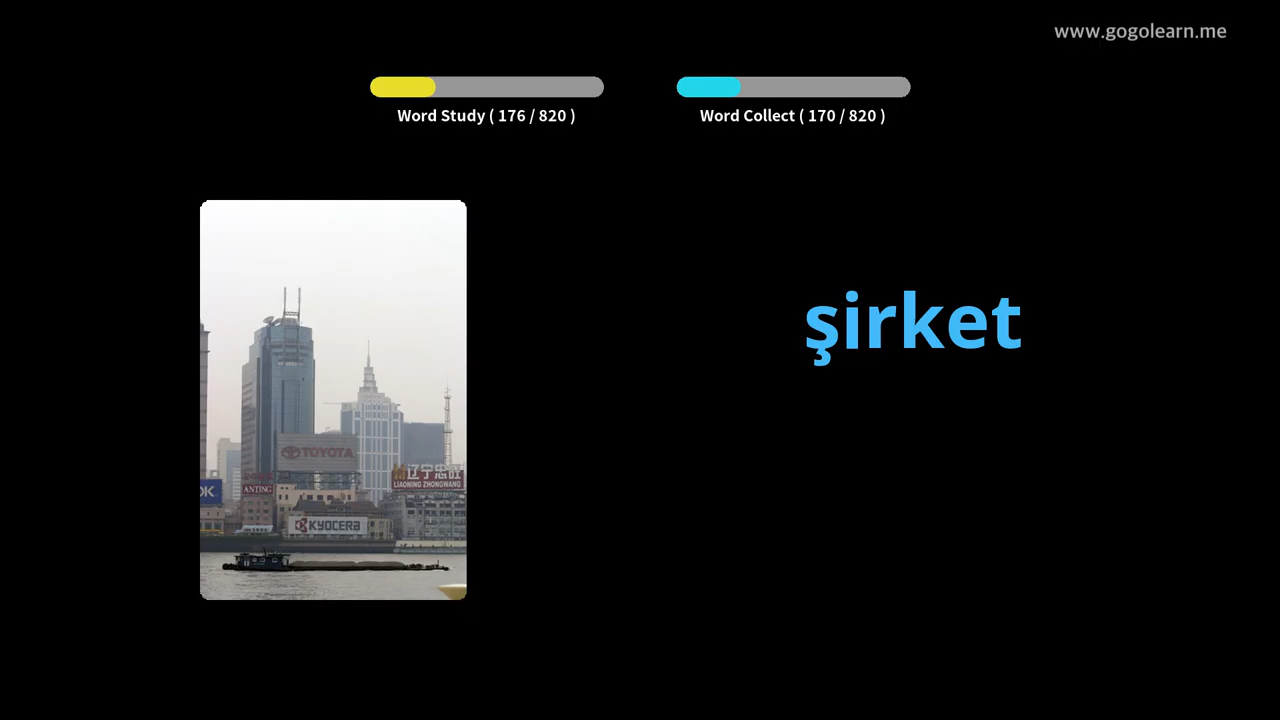 www.gogolearn.me
Word Study ( 176 / 820 )
Word Collect ( 170 / 820 )
şirket
TOYOTA
辽宁忠旺
LIAONING ZHONGWANG
ANTING
KYOCERA